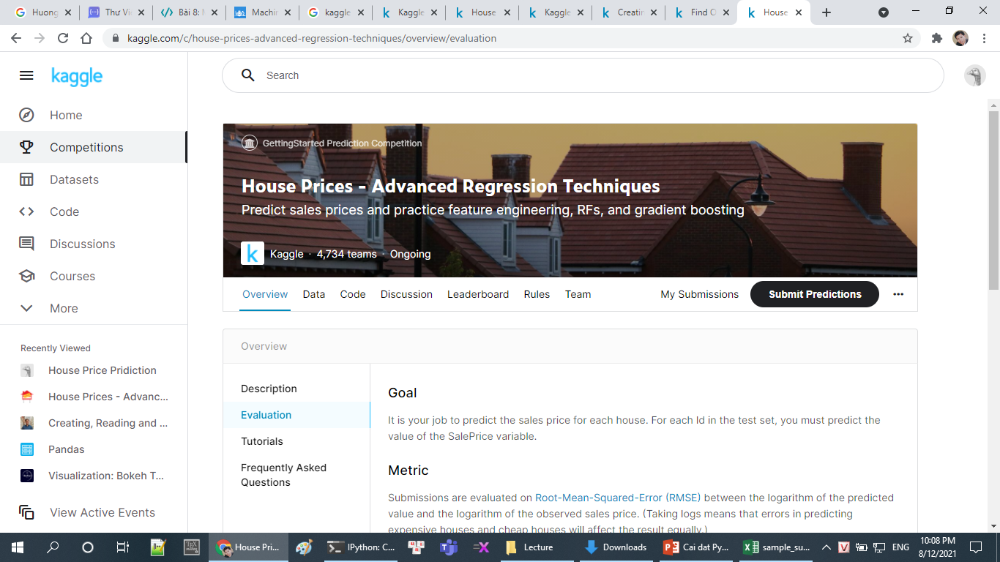 Huong
Thư Vi
Bài 8: N
Machin
kaggle
Kaggle
House
Kaggle
Creatin
Find O
House
kaggle.com/c/house-prices-advanced-regression-techniques/overview/evaluation
kaggle
Search
Home
Competitions
Datasets
Code
Discussions
Courses
More
Recently Viewed
House Price Pridiction
House Prices - Advanc...
Creating, Reading and ...
Pandas
Visualization: Bokeh T...
View Active Events
GettingStarted Prediction Competition
House Prices - Advanced Regression Techniques
Predict sales prices and practice feature engineering, RFs, and gradient boosting
k Kaggle · 4,734 teams · Ongoing
Overview Data Code Discussion Leaderboard Rules Team My Submissions Submit Predictions
Overview
Description
Evaluation
Tutorials
Frequently Asked
Questions
Goal
It is your job to predict the sales price for each house. For each Id in the test set, you must predict the
value of the SalePrice variable.
Metric
Submissions are evaluated on Root-Mean-Squared-Error (RMSE) between the logarithm of the predicted
value and the logarithm of the observed sales price. (Taking logs means that errors in predicting
expensive houses and cheap houses will affect the result equally.)
House Pri...
IPython: C...
Lecture
Downloads
Cai dat Py...
sample_su...
ENG
10:08 PM
8/12/2021